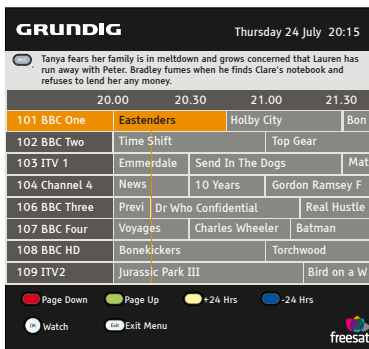 GRUNDIG Thursday 24 July 20:15
Tanya fears her family is in meltdown and grows concerned that Lauren has
run away with Peter. Bradley fumes when he finds Clare's notebook and
refuses to lend her any money.
20.00 20.30 21.00 21.30
101 BBC One Eastenders Holby City Bon
102 BBC Two Time Shift Top Gear
103 ITV 1 Emmerdale Send In The Dogs Mat
104 Channel 4 News 10 Years Gordon Ramsey F
106 BBC Three Previ Dr Who Confidential Real Hustle
107 BBC Four Voyages Charles Wheeler Batman
108 BBC HD Bonekickers Torchwood
109 ITV2 Jurassic Park III Bird on a W
Page Down Page Up +24 Hrs -24 Hrs
OK Watch Exit Exit Menu
freesat